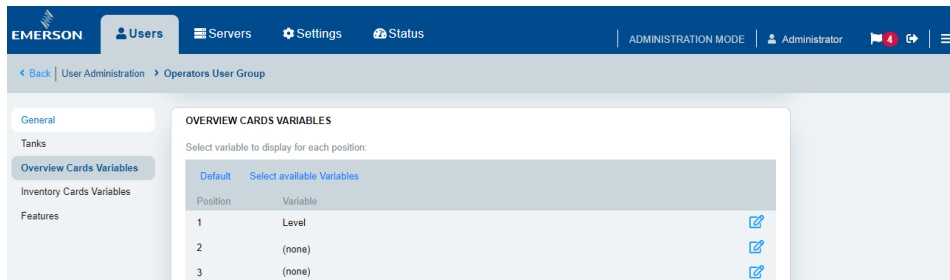 EMERSON
Users
Servers
Settings
Status
ADMINISTRATION MODE
Administrator
4
Back | User Administration > Operators User Group
General
Tanks
Overview Cards Variables
Inventory Cards Variables
Features
OVERVIEW CARDS VARIABLES
Select variable to display for each position:
Default Select available Variables
Position Variable
1 Level
2 (none)
3 (none)